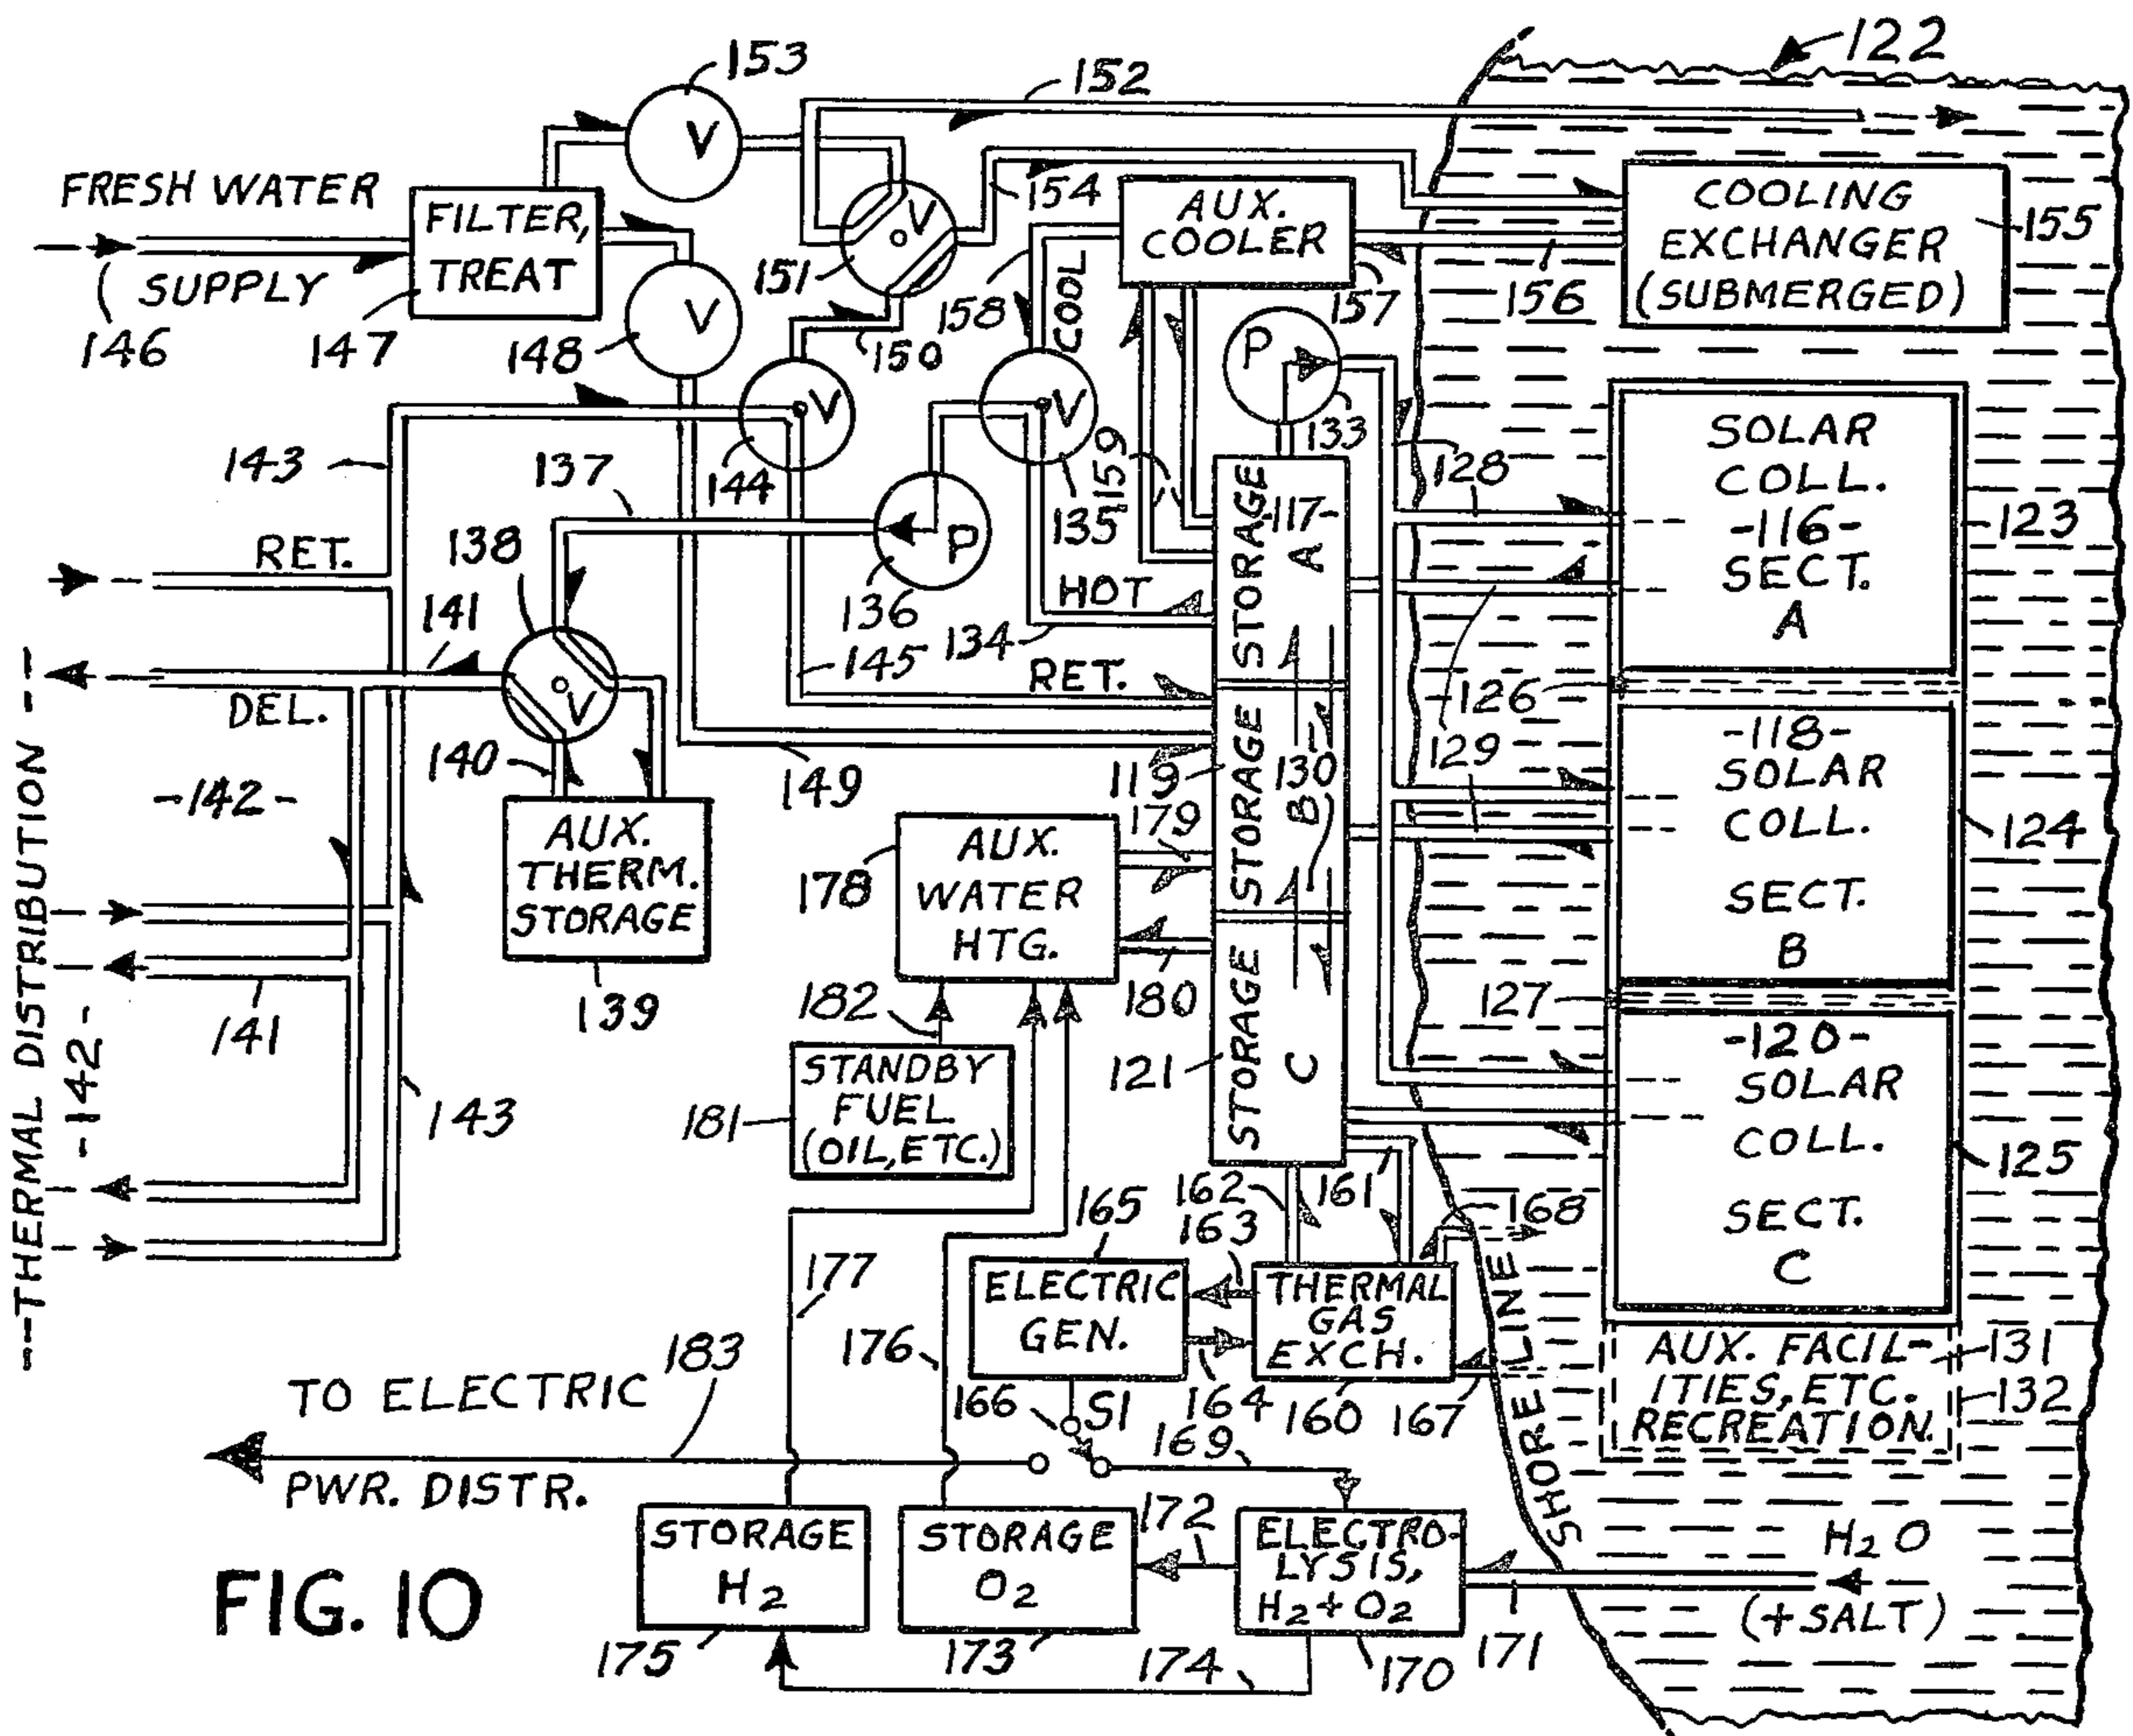 122
153
152
FRESH WATER
SUPPLY
146
FILTER,
TREAT
147
V
V
148
V
151
150
154
AUX.
COOLER
157
COOLING
EXCHANGER
(SUBMERGED)
155
156
158
COOL
P
133
V
144
V
135
159
128
143
137
P
136
HOT
134
145
RET.
149
138
V
RET.
141
DEL.
140
-142-
AUX.
THERM.
STORAGE
139
141
143
--THERMAL DISTRIBUTION--
-142-
STORAGE A
-117-
STORAGE B
119
130
STORAGE C
121
SOLAR
COLL.
-116-
SECT.
A
123
126
129
-118-
SOLAR
COLL.
SECT.
B
124
127
-120-
SOLAR
COLL.
SECT.
C
125
AUX. FACIL-
ITIES, ETC.
RECREATION.
131
132
AUX.
WATER
HTG.
178
179
180
182
STANDBY
FUEL
(OIL, ETC.)
181
162
161
163
165
168
ELECTRIC
GEN.
THERMAL
GAS
EXCH.
164
160
167
SHORE LINE
177
176
166
S1
169
183
TO ELECTRIC
PWR. DISTR.
STORAGE
H2
175
STORAGE
O2
173
172
ELECTRO-
LYSIS,
H2+O2
170
171
174
H2O
(+SALT)
FIG. 10